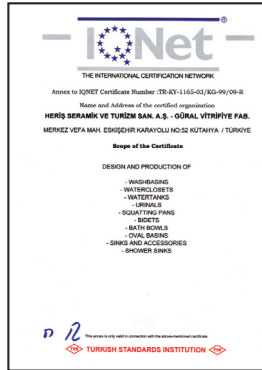 IQNet
®
THE INTERNATIONAL CERTIFICATION NETWORK
Annex to IQNET Certificate Number :TR-KY-1165-03/KG-99/09-R
Name and Address of the certified organization
HERİŞ SERAMİK VE TURİZM SAN. A.Ş. - GÜRAL VİTRİFİYE FAB.
MERKEZ VEFA MAH. ESKİŞEHİR KARAYOLU NO:52 KÜTAHYA / TÜRKİYE
Scope of the Certificate
DESIGN AND PRODUCTION OF
- WASHBASINS
- WATERCLOSETS
- WATERTANKS
- URINALS
- SQUATTING PANS
- BIDETS
- BATH BOWLS
- OVAL BASINS
- SINKS AND ACCESSORIES
- SHOWER SINKS
This annex is only valid in connection with the above-mentioned certificate
TSE TURKISH STANDARDS INSTITUTION TSE